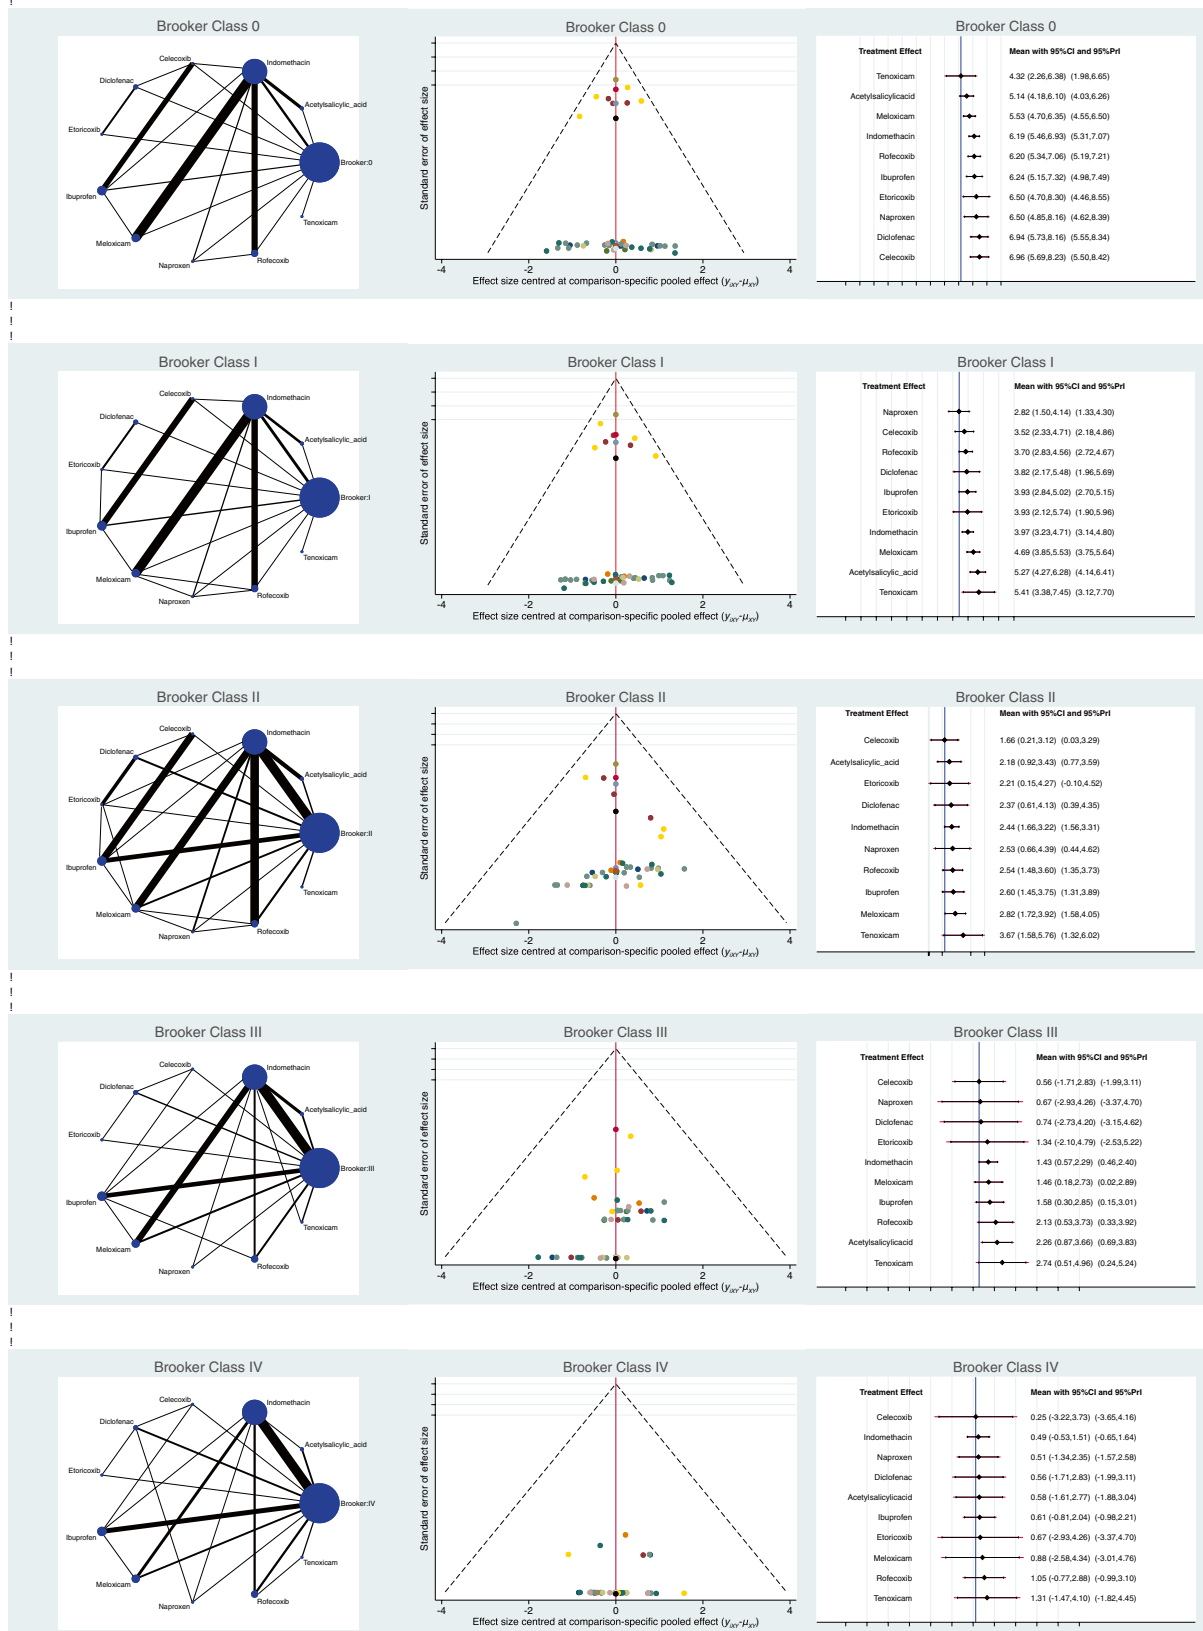 !
Brooker Class 0
Celecoxib
Indomethacin
Diclofenac
Acetylsalicylic_acid
Etoricoxib
Brooker:0
Ibuprofen
Tenoxicam
Meloxicam
Naproxen
Rofecoxib
Brooker Class 0
Standard error of effect size
-4
-2
0
2
4
Effect size centred at comparison-specific pooled effect (yiXY-μXY)
Brooker Class 0
Treatment Effect Mean with 95%CI and 95%PrI
Tenoxicam 4.32 (2.26,6.38) (1.98,6.65)
Acetylsalicylicacid 5.14 (4.18,6.10) (4.03,6.26)
Meloxicam 5.53 (4.70,6.35) (4.55,6.50)
Indomethacin 6.19 (5.46,6.93) (5.31,7.07)
Rofecoxib 6.20 (5.34,7.06) (5.19,7.21)
Ibuprofen 6.24 (5.15,7.32) (4.98,7.49)
Etoricoxib 6.50 (4.70,8.30) (4.46,8.55)
Naproxen 6.50 (4.85,8.16) (4.62,8.39)
Diclofenac 6.94 (5.73,8.16) (5.55,8.34)
Celecoxib 6.96 (5.69,8.23) (5.50,8.42)
!
!
!
Brooker Class I
Celecoxib
Indomethacin
Diclofenac
Acetylsalicylic_acid
Etoricoxib
Brooker:I
Ibuprofen
Tenoxicam
Meloxicam
Naproxen
Rofecoxib
Brooker Class I
Standard error of effect size
-4
-2
0
2
4
Effect size centred at comparison-specific pooled effect (yiXY-μXY)
Brooker Class I
Treatment Effect Mean with 95%CI and 95%PrI
Naproxen 2.82 (1.50,4.14) (1.33,4.30)
Celecoxib 3.52 (2.33,4.71) (2.18,4.86)
Rofecoxib 3.70 (2.83,4.56) (2.72,4.67)
Diclofenac 3.82 (2.17,5.48) (1.96,5.69)
Ibuprofen 3.93 (2.84,5.02) (2.70,5.15)
Etoricoxib 3.93 (2.12,5.74) (1.90,5.96)
Indomethacin 3.97 (3.23,4.71) (3.14,4.80)
Meloxicam 4.69 (3.85,5.53) (3.75,5.64)
Acetylsalicylic_acid 5.27 (4.27,6.28) (4.14,6.41)
Tenoxicam 5.41 (3.38,7.45) (3.12,7.70)
!
!
!
Brooker Class II
Celecoxib
Indomethacin
Diclofenac
Acetylsalicylic_acid
Etoricoxib
Brooker:II
Ibuprofen
Tenoxicam
Meloxicam
Naproxen
Rofecoxib
Brooker Class II
Standard error of effect size
-4
-2
0
2
4
Effect size centred at comparison-specific pooled effect (yiXY-μXY)
Brooker Class II
Treatment Effect Mean with 95%CI and 95%PrI
Celecoxib 1.66 (0.21,3.12) (0.03,3.29)
Acetylsalicylic_acid 2.18 (0.92,3.43) (0.77,3.59)
Etoricoxib 2.21 (0.15,4.27) (-0.10,4.52)
Diclofenac 2.37 (0.61,4.13) (0.39,4.35)
Indomethacin 2.44 (1.66,3.22) (1.56,3.31)
Naproxen 2.53 (0.66,4.39) (0.44,4.62)
Rofecoxib 2.54 (1.48,3.60) (1.35,3.73)
Ibuprofen 2.60 (1.45,3.75) (1.31,3.89)
Meloxicam 2.82 (1.72,3.92) (1.58,4.05)
Tenoxicam 3.67 (1.58,5.76) (1.32,6.02)
!
!
!
Brooker Class III
Celecoxib
Indomethacin
Diclofenac
Acetylsalicylic_acid
Etoricoxib
Brooker:III
Ibuprofen
Tenoxicam
Meloxicam
Naproxen
Rofecoxib
Brooker Class III
Standard error of effect size
-4
-2
0
2
4
Effect size centred at comparison-specific pooled effect (yiXY-μXY)
Brooker Class III
Treatment Effect Mean with 95%CI and 95%PrI
Celecoxib 0.56 (-1.71,2.83) (-1.99,3.11)
Naproxen 0.67 (-2.93,4.26) (-3.37,4.70)
Diclofenac 0.74 (-2.73,4.20) (-3.15,4.62)
Etoricoxib 1.34 (-2.10,4.79) (-2.53,5.22)
Indomethacin 1.43 (0.57,2.29) (0.46,2.40)
Meloxicam 1.46 (0.18,2.73) (0.02,2.89)
Ibuprofen 1.58 (0.30,2.85) (0.15,3.01)
Rofecoxib 2.13 (0.53,3.73) (0.33,3.92)
Acetylsalicylicacid 2.26 (0.87,3.66) (0.69,3.83)
Tenoxicam 2.74 (0.51,4.96) (0.24,5.24)
!
!
!
Brooker Class IV
Celecoxib
Indomethacin
Diclofenac
Acetylsalicylic_acid
Etoricoxib
Brooker:IV
Ibuprofen
Tenoxicam
Meloxicam
Naproxen
Rofecoxib
Brooker Class IV
Standard error of effect size
-4
-2
0
2
4
Effect size centred at comparison-specific pooled effect (yiXY-μXY)
Brooker Class IV
Treatment Effect Mean with 95%CI and 95%PrI
Celecoxib 0.25 (-3.22,3.73) (-3.65,4.16)
Indomethacin 0.49 (-0.53,1.51) (-0.65,1.64)
Naproxen 0.51 (-1.34,2.35) (-1.57,2.58)
Diclofenac 0.56 (-1.71,2.83) (-1.99,3.11)
Acetylsalicylicacid 0.58 (-1.61,2.77) (-1.88,3.04)
Ibuprofen 0.61 (-0.81,2.04) (-0.98,2.21)
Etoricoxib 0.67 (-2.93,4.26) (-3.37,4.70)
Meloxicam 0.88 (-2.58,4.34) (-3.01,4.76)
Rofecoxib 1.05 (-0.77,2.88) (-0.99,3.10)
Tenoxicam 1.31 (-1.47,4.10) (-1.82,4.45)